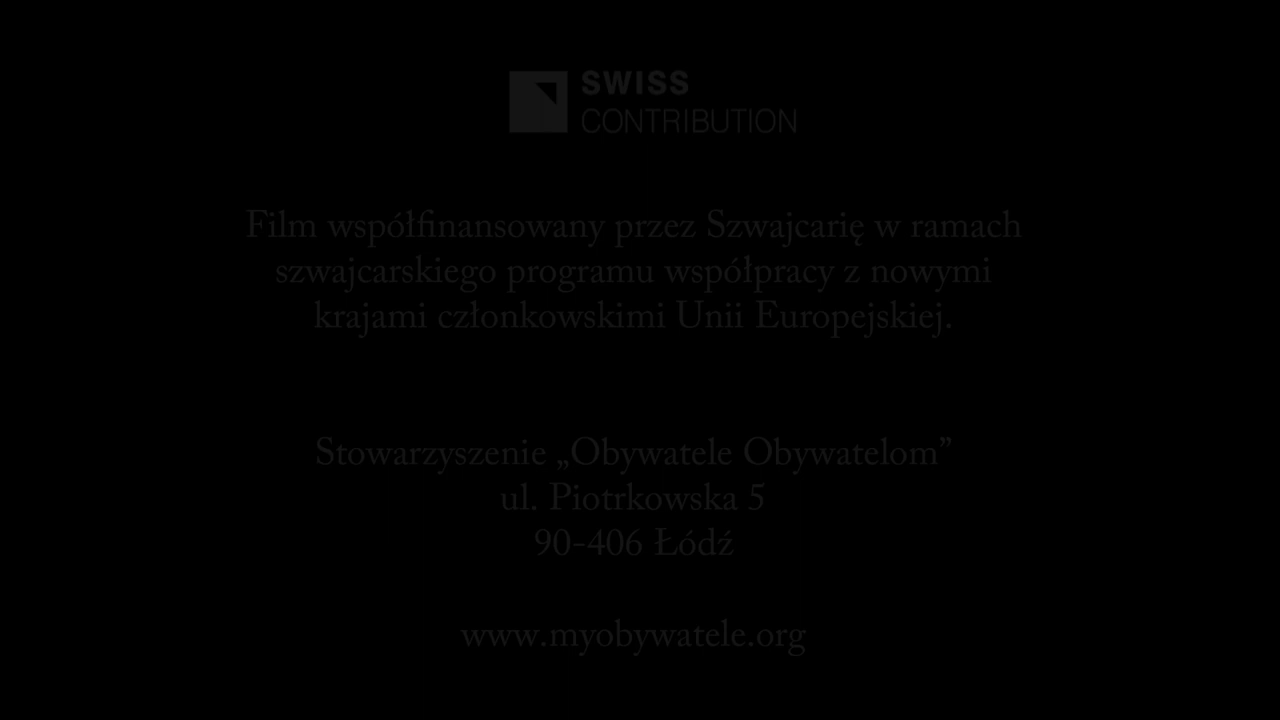 SWISS
CONTRIBUTION
Film współfinansowany przez Szwajcarię w ramach
szwajcarskiego programu współpracy z nowymi
krajami członkowskimi Unii Europejskiej.
Stowarzyszenie „Obywatele Obywatelom”
ul. Piotrkowska 5
90-406 Łódź
www.myobywatele.org